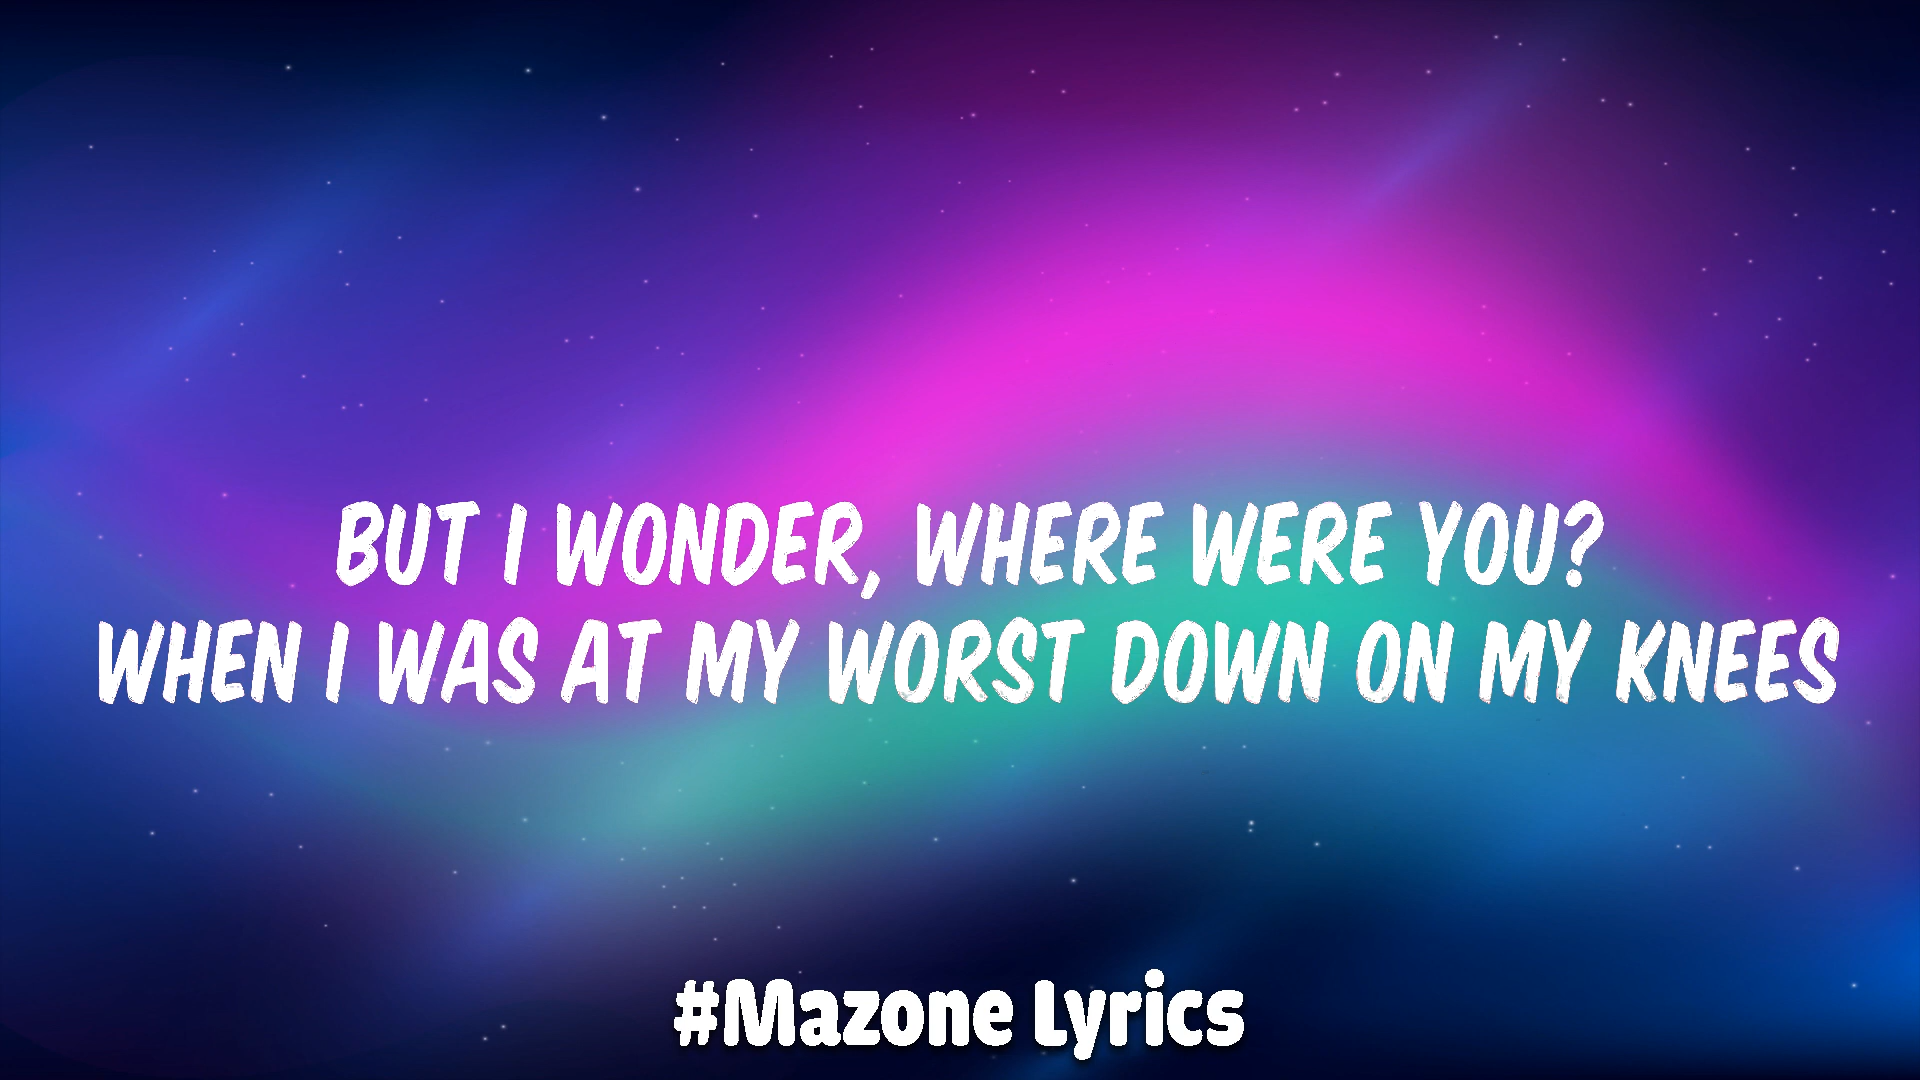 BUT I WONDER, WHERE WERE YOU?
WHEN I WAS AT MY WORST DOWN ON MY KNEES
#Mazone Lyrics